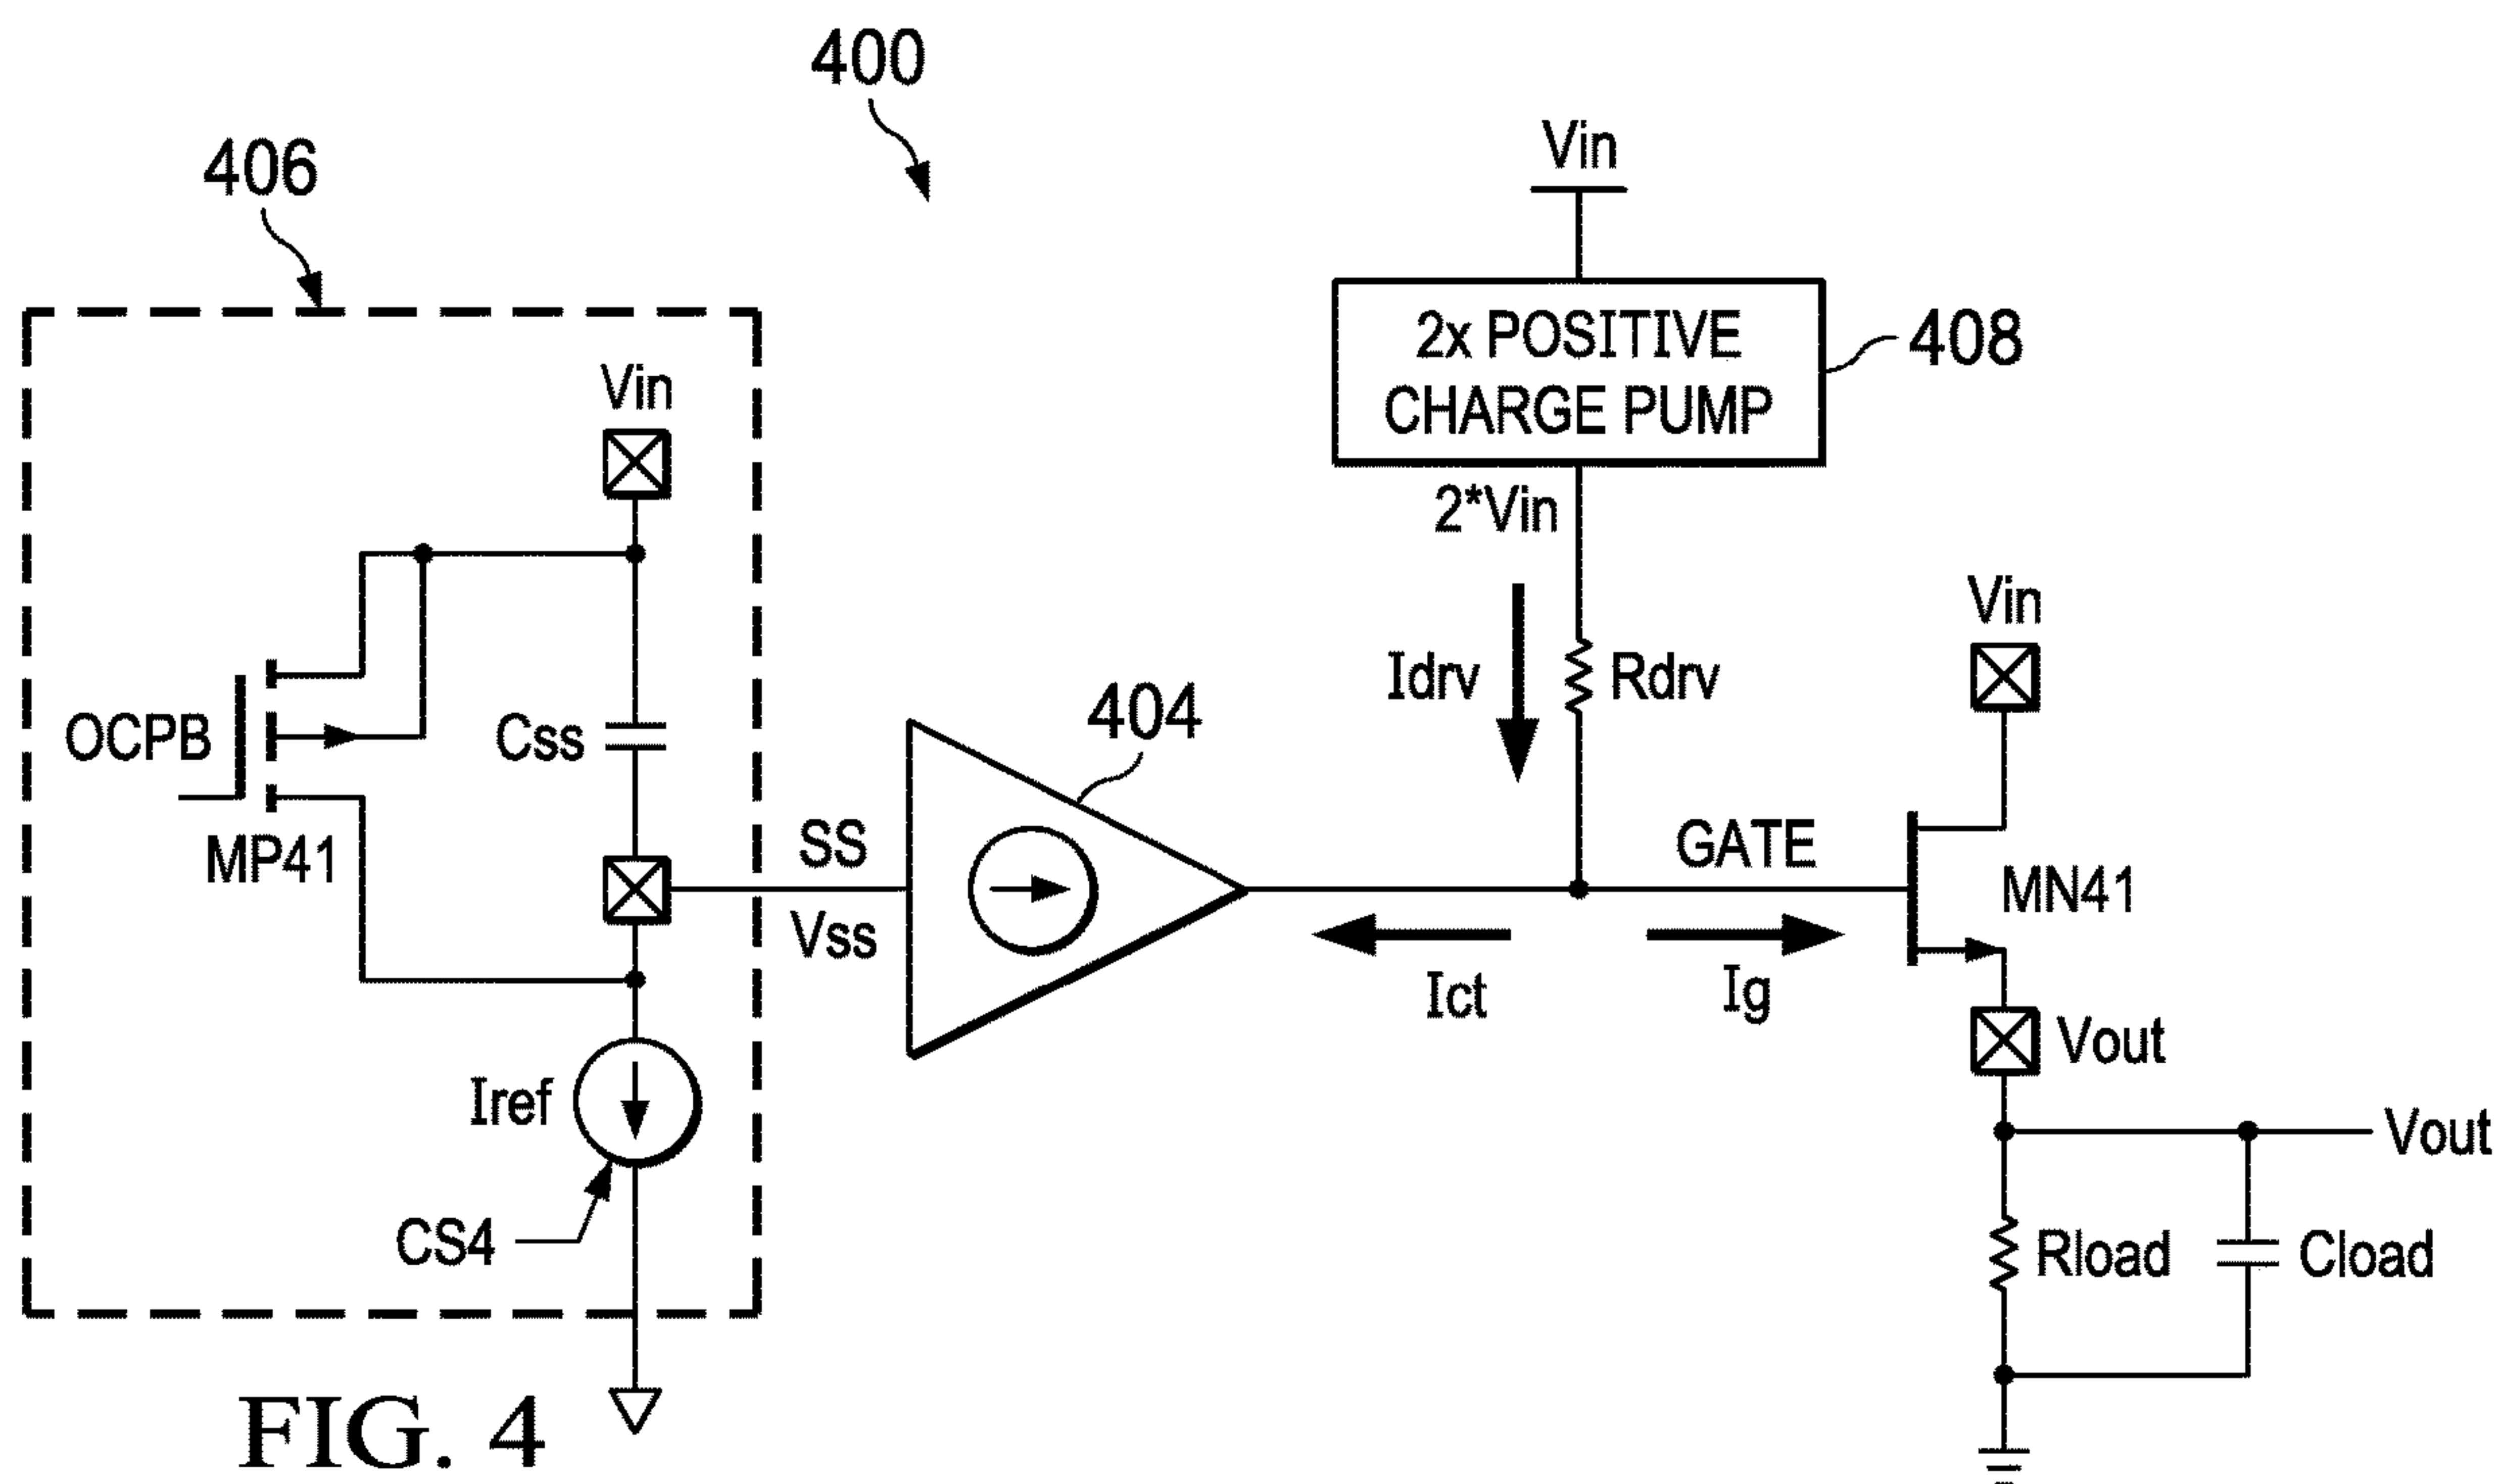 400
406
Vin
2x POSITIVE
CHARGE PUMP
408
Vin
2*Vin
Vin
OCPB
Css
MP41
Idrv
Rdrv
404
SS
Vss
GATE
MN41
Ict
Ig
Vout
Iref
Vout
CS4
Rload
Cload
FIG. 4